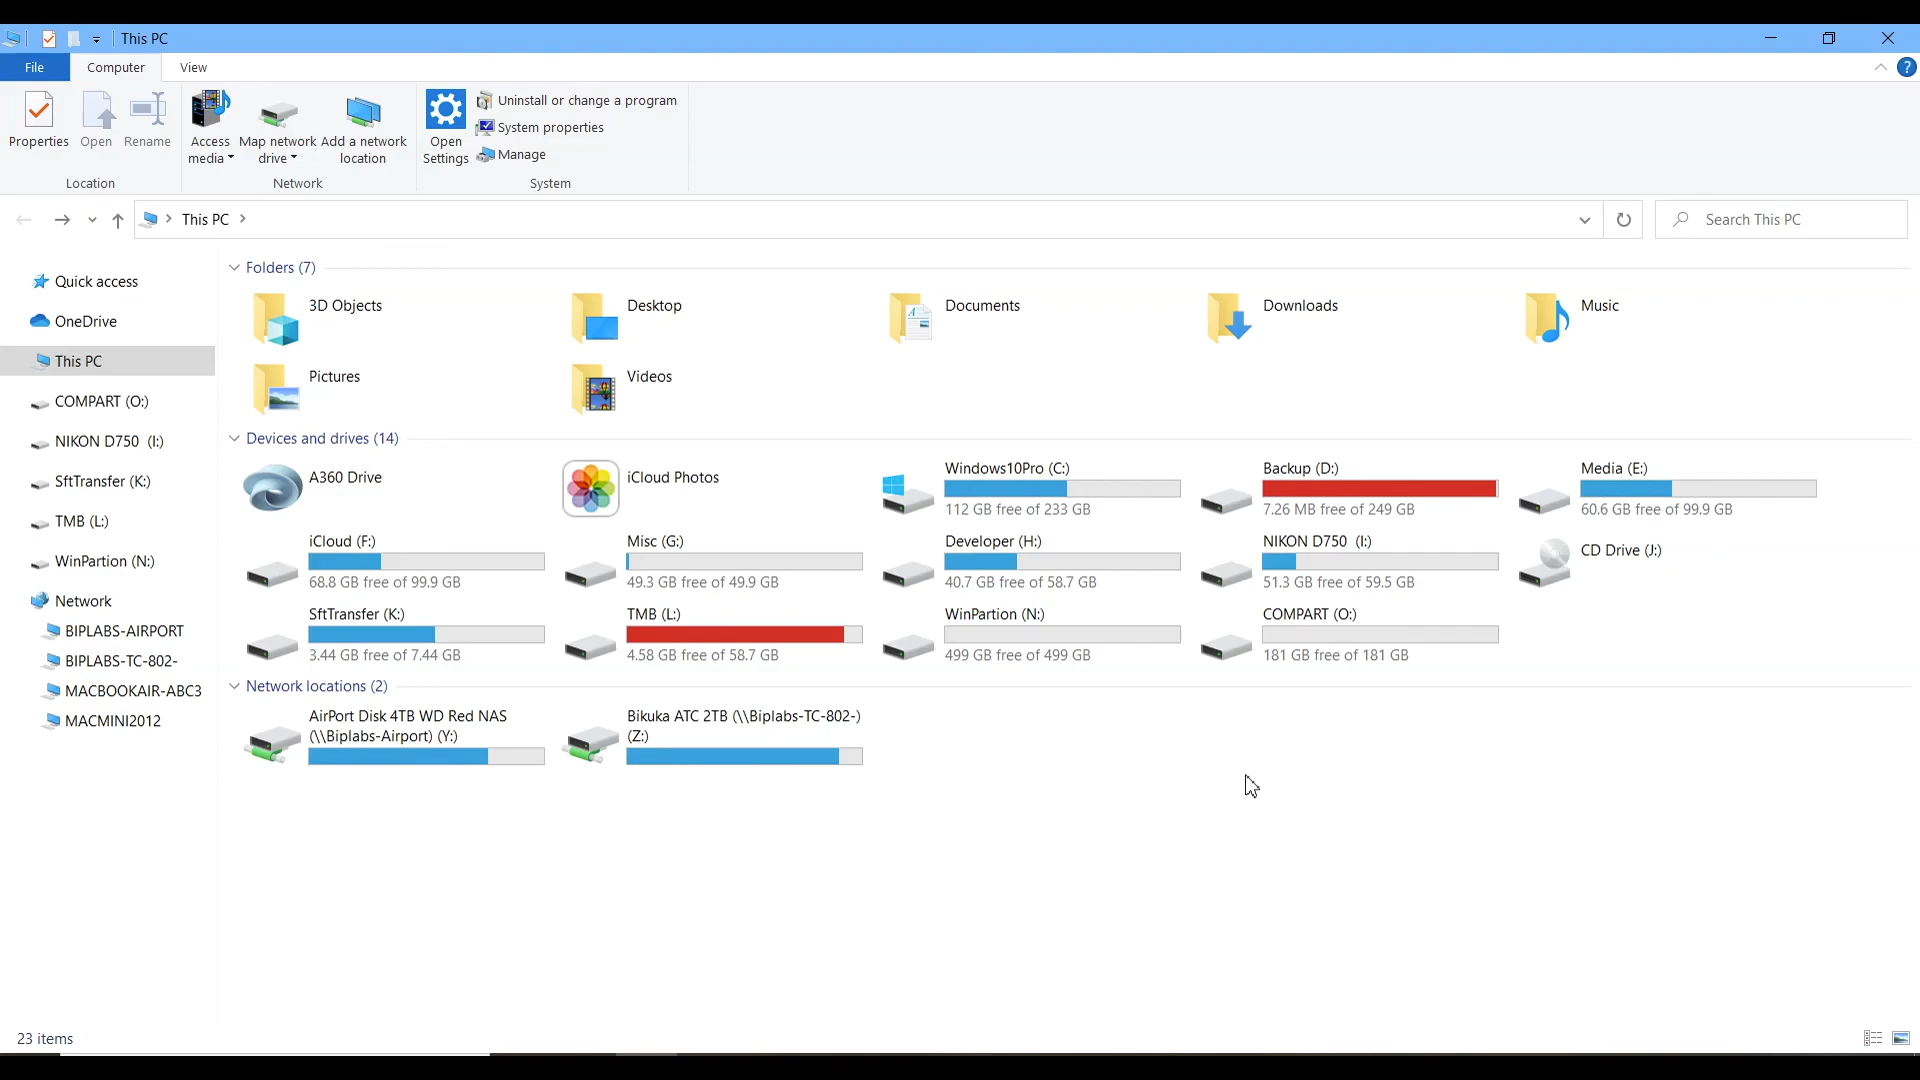 This PC
File
Computer
View
?
Properties
Open
Rename
Access
media
Map network
drive
Add a network
location
Open
Settings
Uninstall or change a program
System properties
Manage
Location
Network
System
This PC
Search This PC
Quick access
OneDrive
This PC
COMPART (O:)
NIKON D750 (I:)
SftTransfer (K:)
TMB (L:)
WinPartion (N:)
Network
BIPLABS-AIRPORT
BIPLABS-TC-802-
MACBOOKAIR-ABC3
MACMINI2012
Folders (7)
3D Objects
Desktop
Documents
Downloads
Music
Pictures
Videos
Devices and drives (14)
A360 Drive
iCloud Photos
Windows10Pro (C:)
112 GB free of 233 GB
Backup (D:)
7.26 MB free of 249 GB
Media (E:)
60.6 GB free of 99.9 GB
iCloud (F:)
68.8 GB free of 99.9 GB
Misc (G:)
49.3 GB free of 49.9 GB
Developer (H:)
40.7 GB free of 58.7 GB
NIKON D750 (I:)
51.3 GB free of 59.5 GB
CD Drive (J:)
SftTransfer (K:)
3.44 GB free of 7.44 GB
TMB (L:)
4.58 GB free of 58.7 GB
WinPartion (N:)
499 GB free of 499 GB
COMPART (O:)
181 GB free of 181 GB
Network locations (2)
AirPort Disk 4TB WD Red NAS
(\\Biplabs-Airport) (Y:)
Bikuka ATC 2TB (\\Biplabs-TC-802-)
(Z:)
23 items